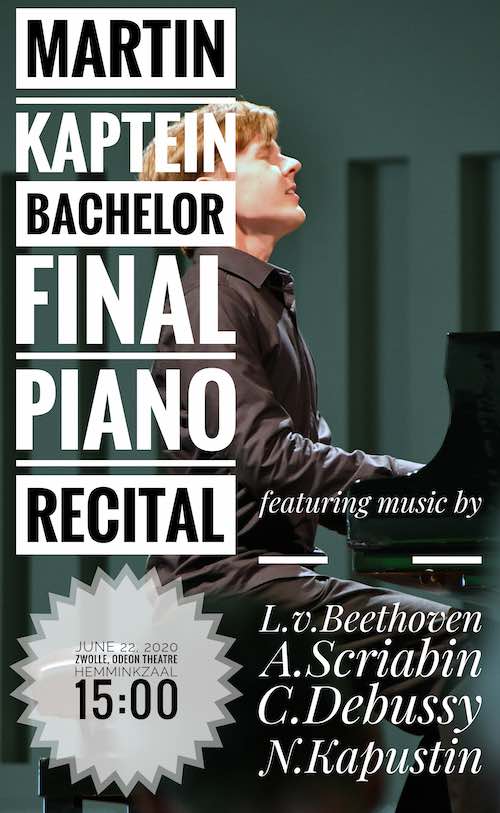 MARTIN
KAPTEIN
BACHELOR
FINAL
PIANO
RECITAL
featuring music by
L.v.Beethoven
A.Scriabin
C.Debussy
N.Kapustin
JUNE 22, 2020
ZWOLLE, ODEON THEATRE
HEMMINKZAAL
15:00